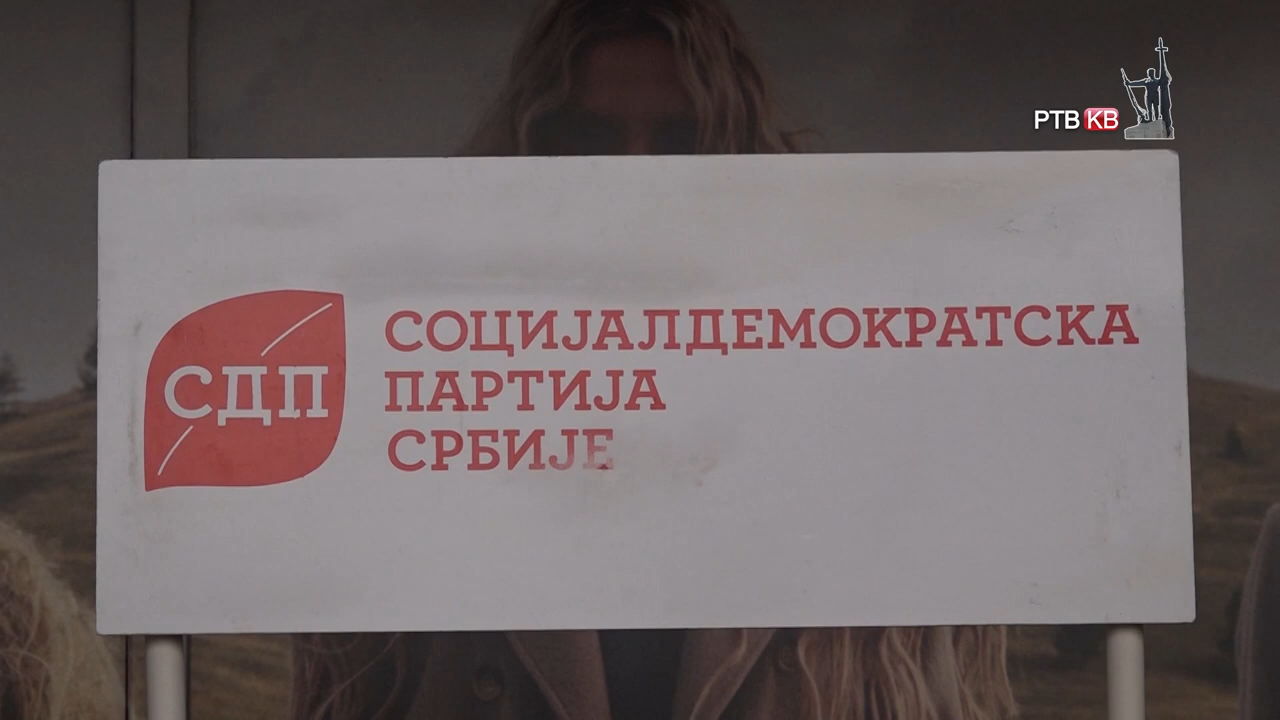 РТВ КВ
СДП
СОЦИЈАЛДЕМОКРАТСКА
ПАРТИЈА
СРБИЈЕ